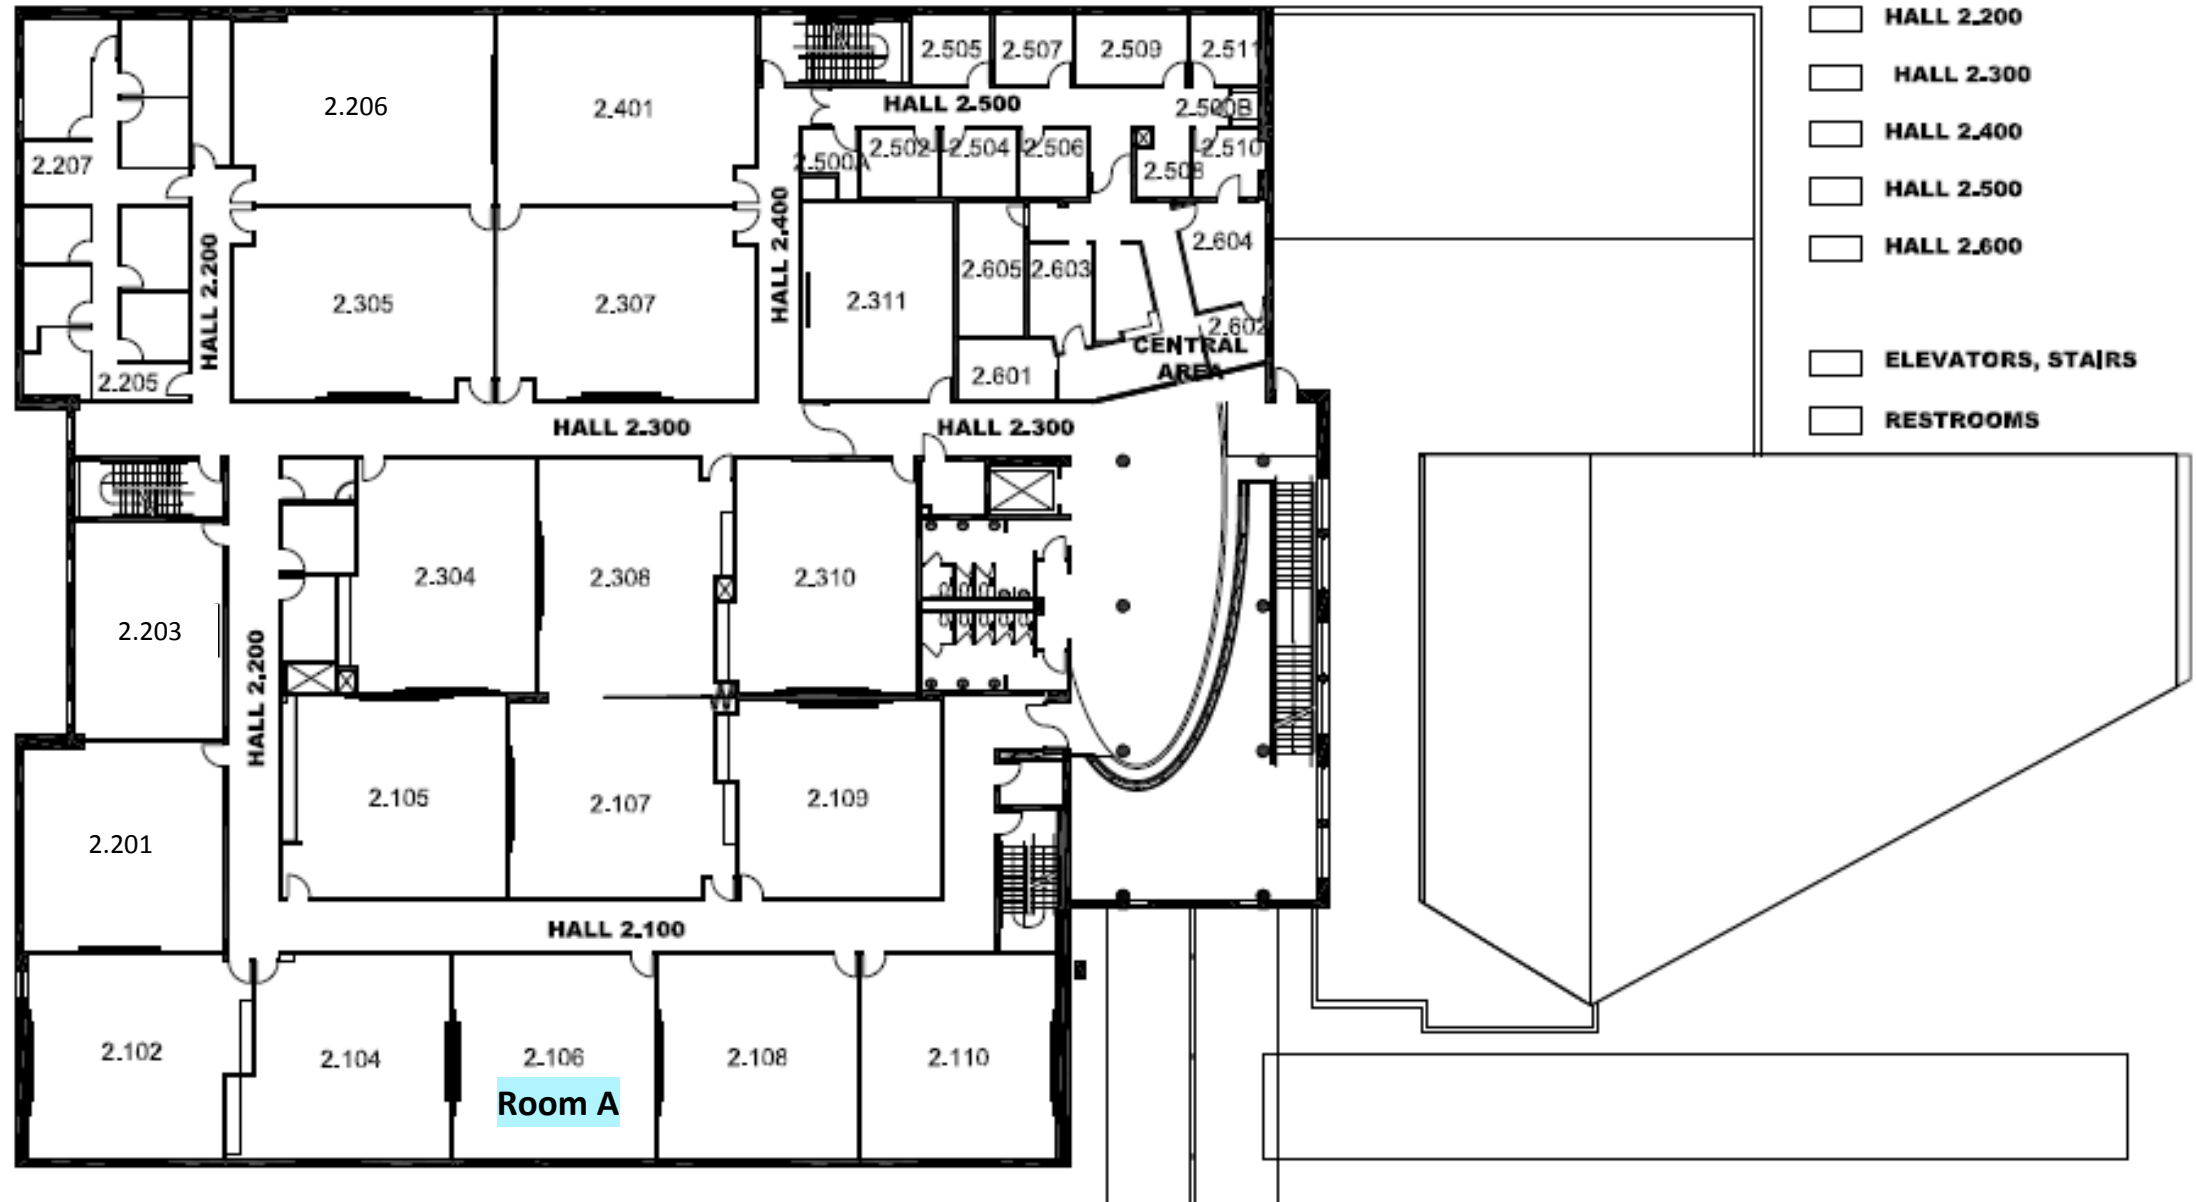 HALL 2.200
HALL 2.300
HALL 2.400
HALL 2.500
HALL 2.600
ELEVATORS, STAIRS
RESTROOMS
2.505
2.507
2.509
2.511
2.206
2.401
HALL 2.500
2.500B
2.207
2.500A
2.502
2.504
2.506
2.508
2.510
HALL 2.200
HALL 2.400
2.305
2.307
2.311
2.605
2.603
2.604
2.602
CENTRAL
AREA
2.205
2.601
HALL 2.300
HALL 2.300
2.304
2.308
2.310
2.203
HALL 2.200
2.105
2.107
2.109
2.201
HALL 2.100
2.102
2.104
2.106
2.108
2.110
Room A